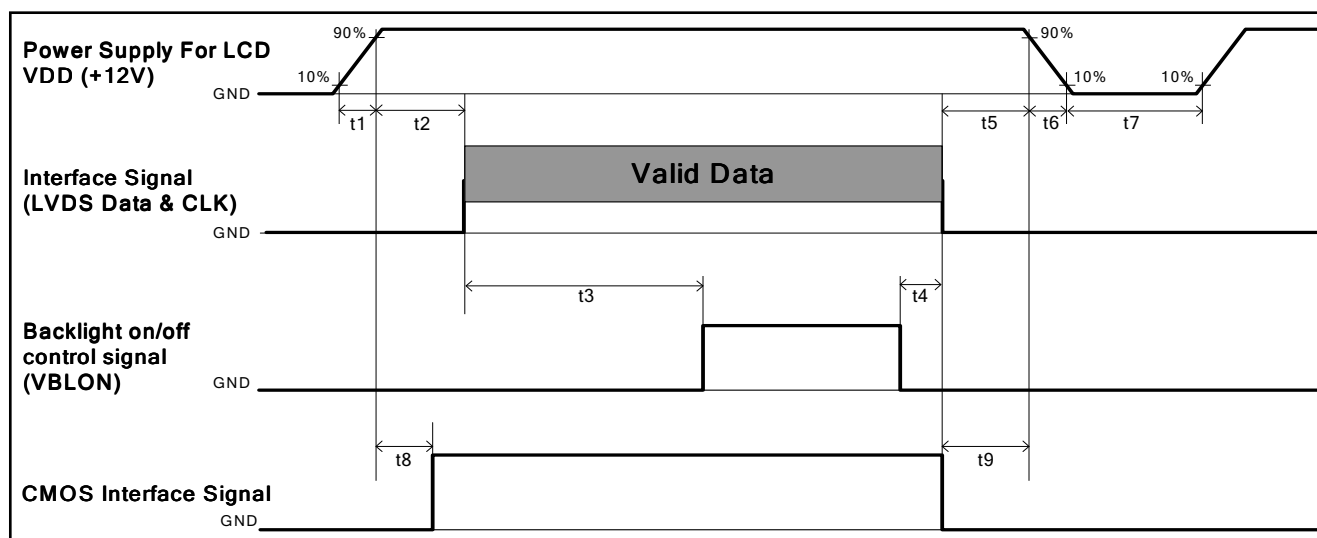 Power Supply For LCD
VDD (+12V)
90%
10%
GND
90%
10%
10%
t1
t2
t5
t6
t7
Interface Signal
(LVDS Data & CLK)
Valid Data
GND
t3
t4
Backlight on/off
control signal
(VBLON)
GND
t8
t9
CMOS Interface Signal
GND